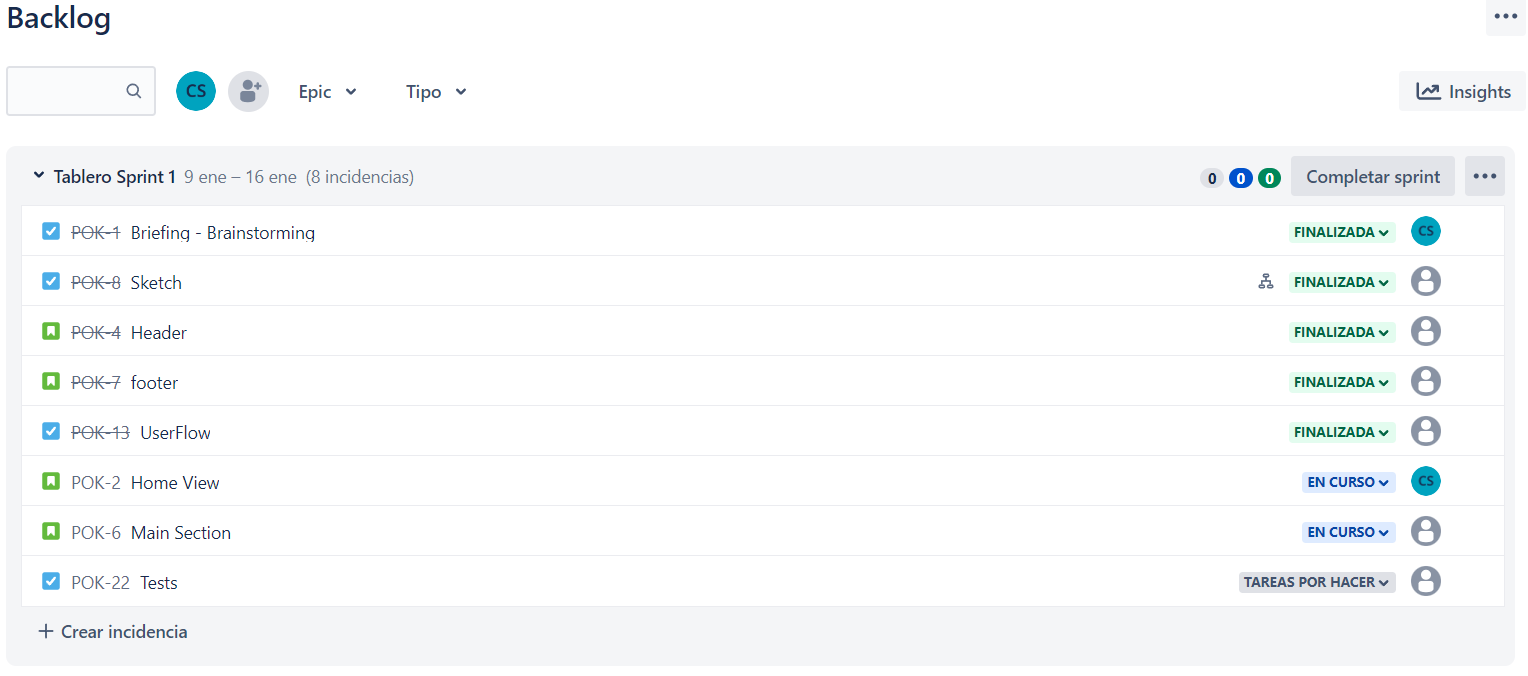 Backlog
CS Epic Tipo Insights
Tablero Sprint 1 9 ene – 16 ene (8 incidencias) 0 0 0 Completar sprint
POK-1 Briefing - Brainstorming FINALIZADA CS
POK-8 Sketch FINALIZADA
POK-4 Header FINALIZADA
POK-7 footer FINALIZADA
POK-13 UserFlow FINALIZADA
POK-2 Home View EN CURSO CS
POK-6 Main Section EN CURSO
POK-22 Tests TAREAS POR HACER
+ Crear incidencia